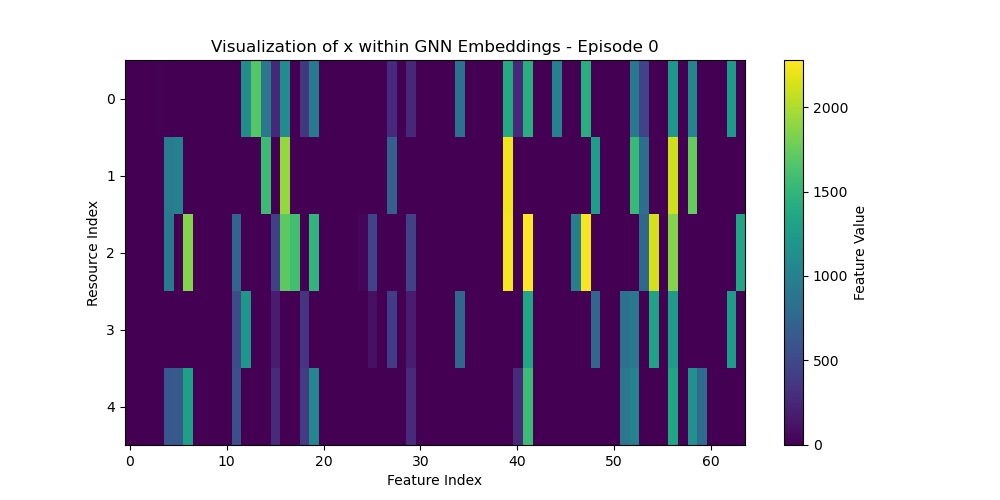 Visualization of x within GNN Embeddings - Episode 0
Resource Index
0
1
2
3
4
0 10 20 30 40 50 60
Feature Index
2000
1500
1000
500
0
Feature Value